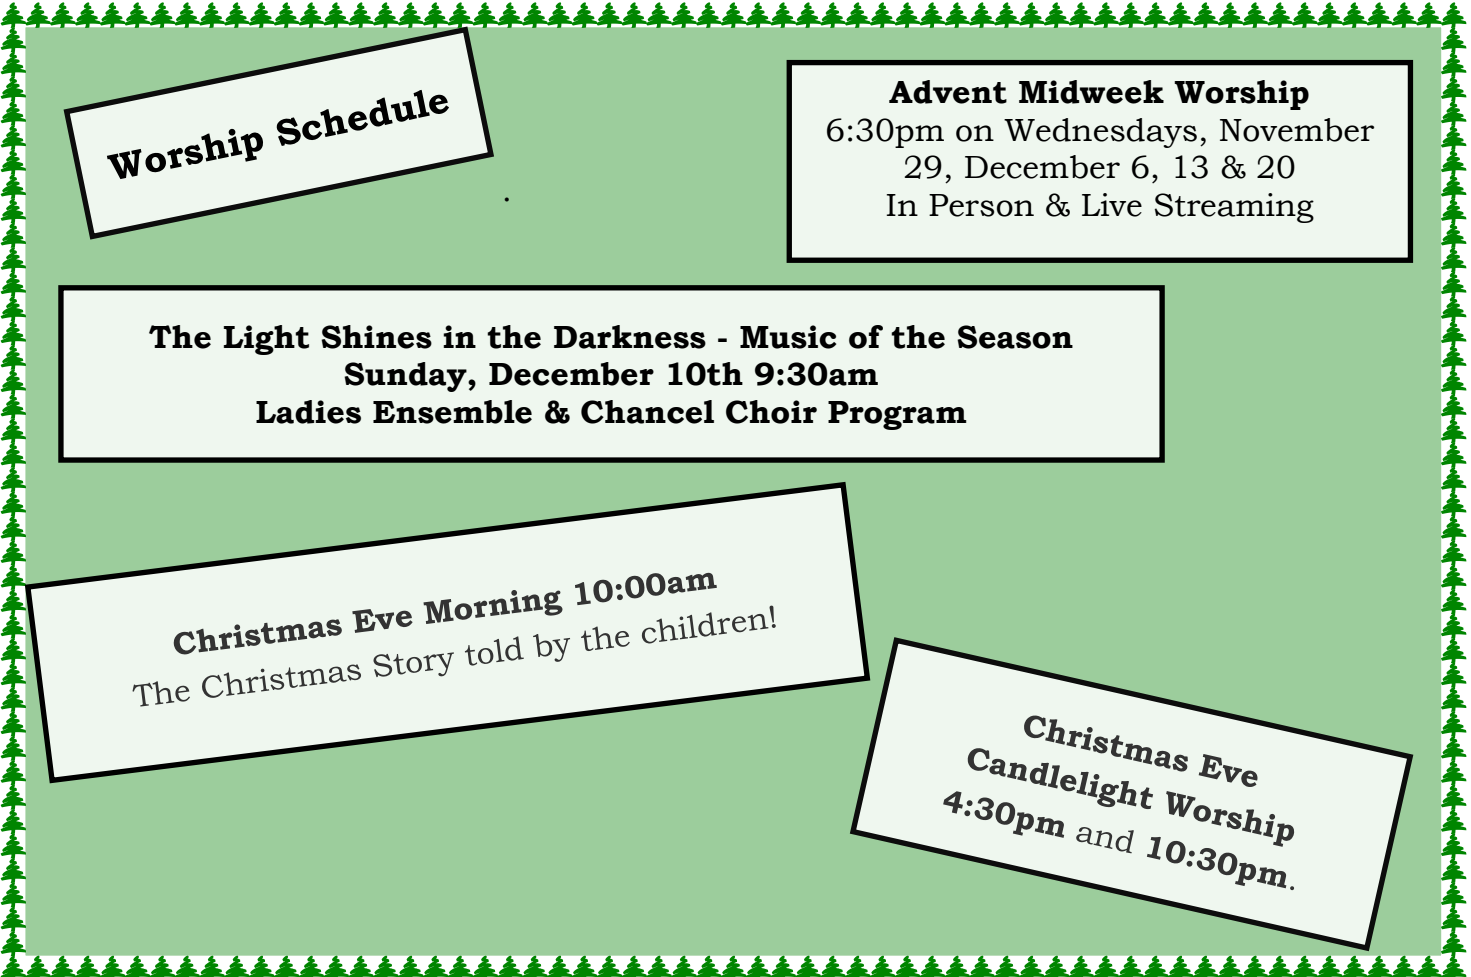 Worship Schedule
Advent Midweek Worship
6:30pm on Wednesdays, November
29, December 6, 13 & 20
In Person & Live Streaming
.
The Light Shines in the Darkness - Music of the Season
Sunday, December 10th 9:30am
Ladies Ensemble & Chancel Choir Program
Christmas Eve Morning 10:00am
The Christmas Story told by the children!
Christmas Eve
Candlelight Worship
4:30pm and 10:30pm.